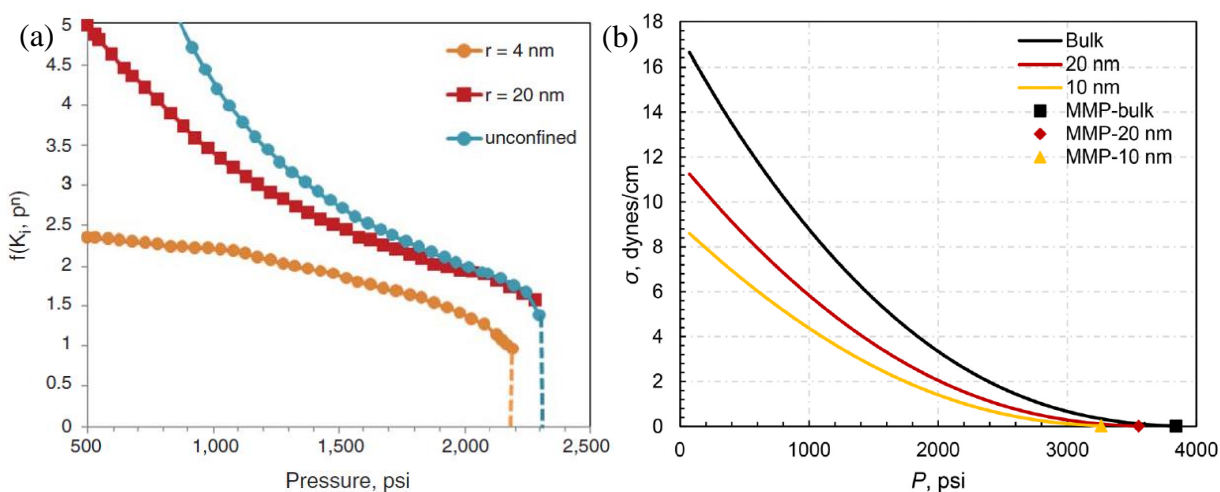 (a)
f(Kᵢ, pⁿ)
5
4.5
4
3.5
3
2.5
2
1.5
1
0.5
0
500
1,000
1,500
2,000
2,500
Pressure, psi
r = 4 nm
r = 20 nm
unconfined
(b)
σ, dynes/cm
18
16
14
12
10
8
6
4
2
0
0
1000
2000
3000
4000
P, psi
Bulk
20 nm
10 nm
MMP-bulk
MMP-20 nm
MMP-10 nm